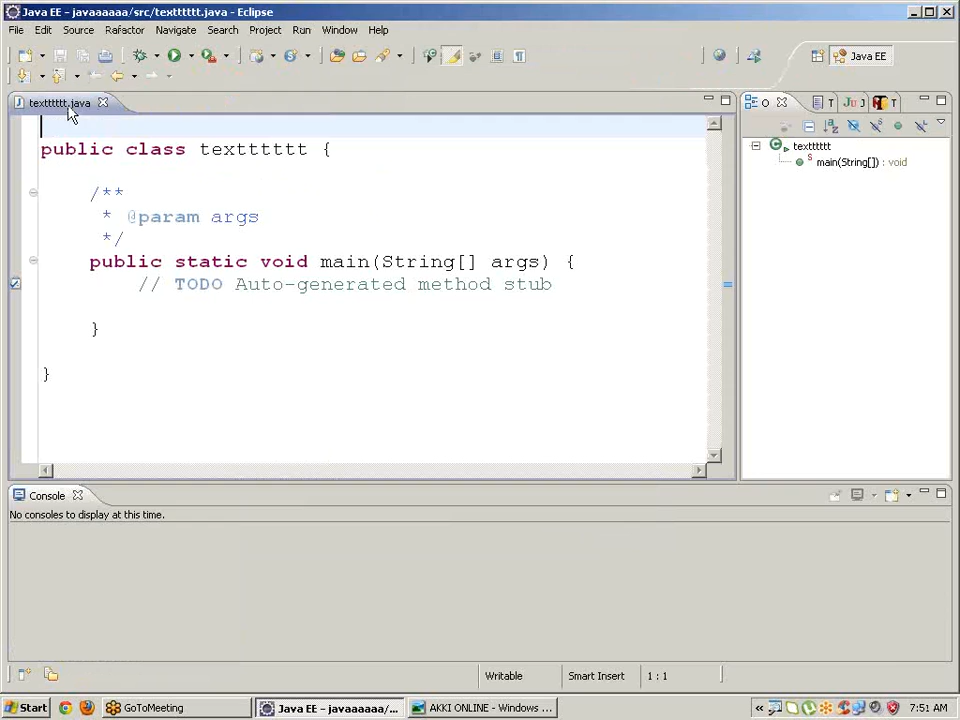 Java EE - javaaaaaa/src/textttttt.java - Eclipse
File Edit Source Refactor Navigate Search Project Run Window Help
Java EE
textttttt.java
public class textttttt {
/**
* @param args
*/
public static void main(String[] args) {
// TODO Auto-generated method stub
}
}
O
T
Ju J
T
textttttt
main(String[]) : void
Console
No consoles to display at this time.
Writable
Smart Insert
1 : 1
Start
GoToMeeting
Java EE - javaaaaaa/...
AKKI ONLINE - Windows ...
«
7:51 AM